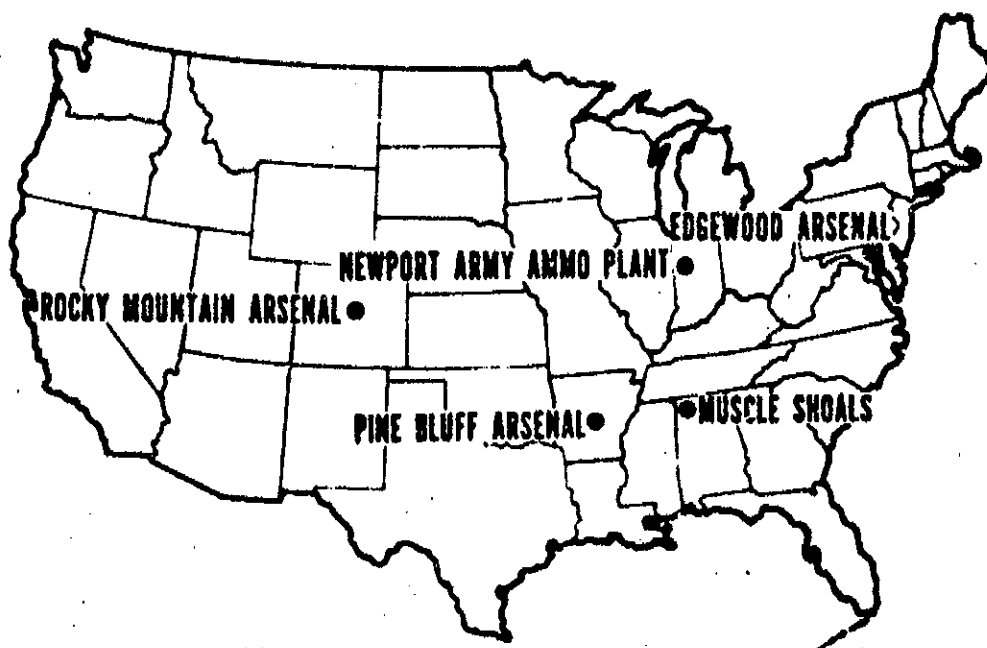 EDGEWOOD ARSENAL
NEWPORT ARMY AMMO PLANT
ROCKY MOUNTAIN ARSENAL
PINE BLUFF ARSENAL
MUSCLE SHOALS